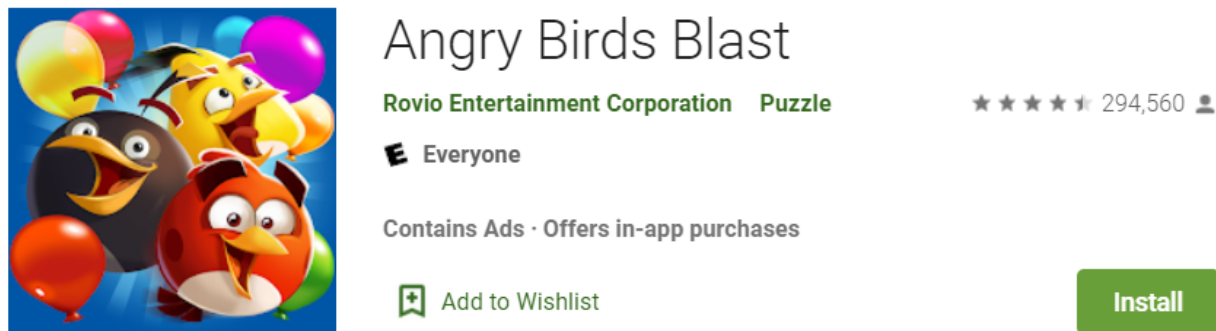 Angry Birds Blast
Rovio Entertainment Corporation Puzzle 294,560
E Everyone
Contains Ads · Offers in-app purchases
Add to Wishlist
Install